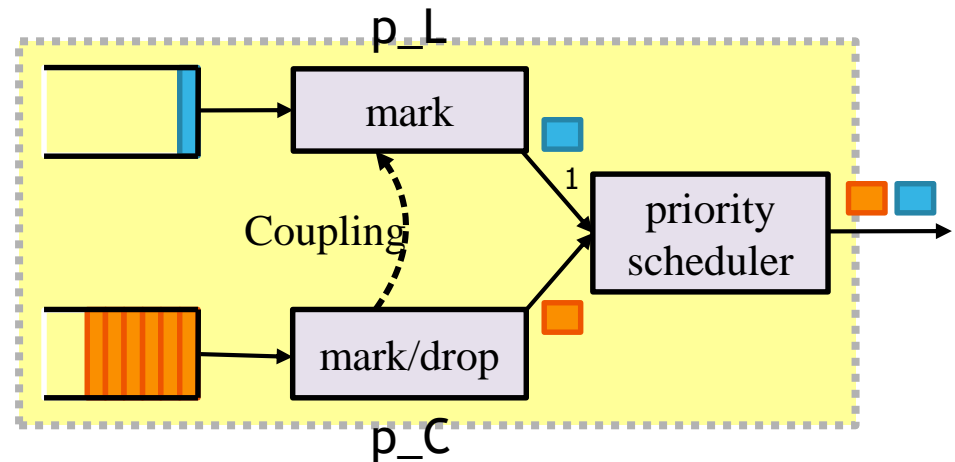 p_L
mark
1
Coupling
priority
scheduler
mark/drop
p_C